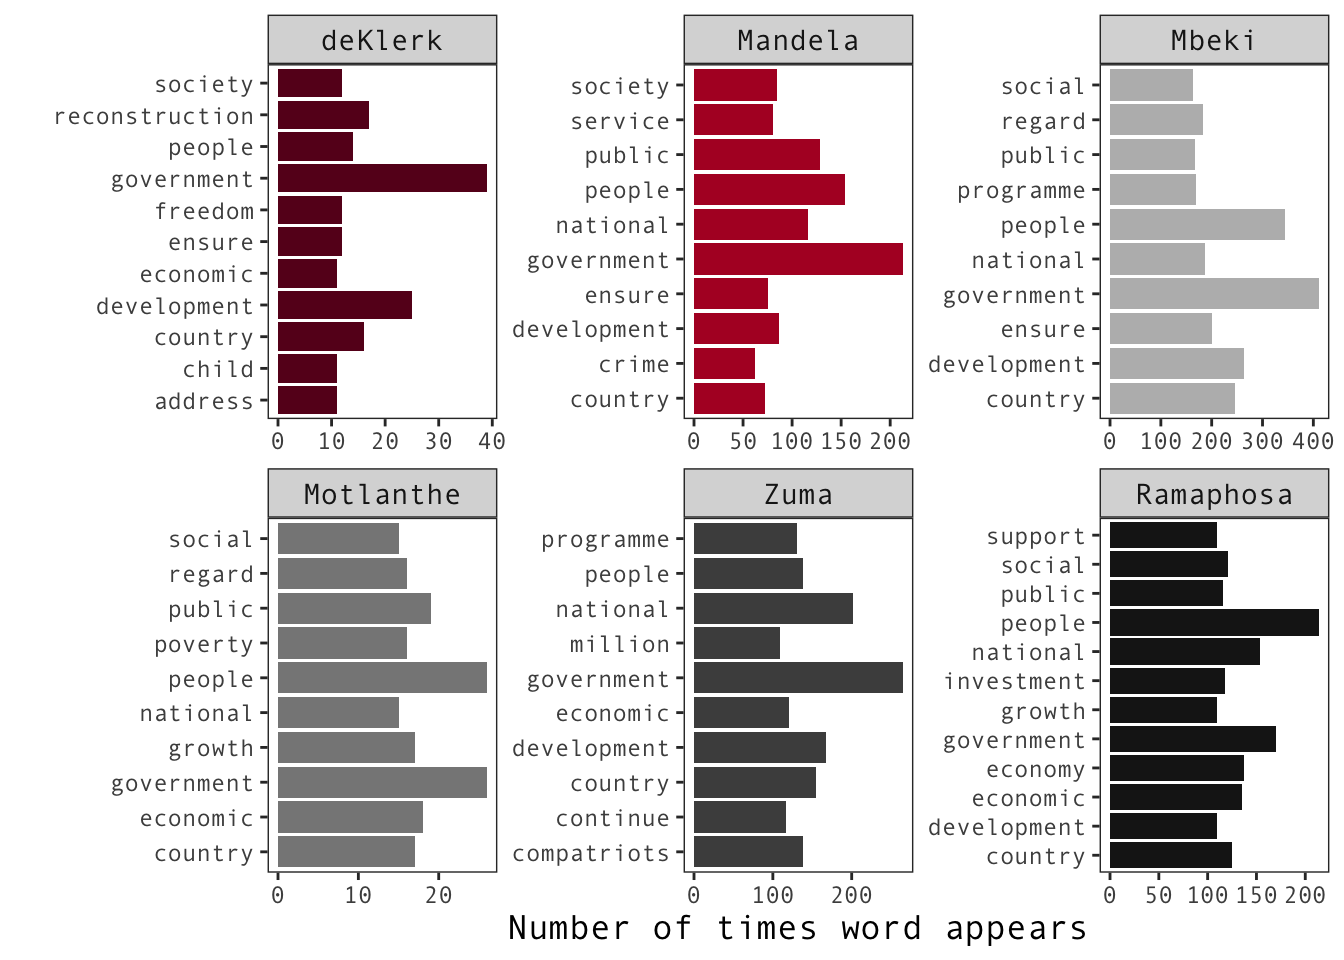 deKlerk
society
reconstruction
people
government
freedom
ensure
economic
development
country
child
address
0 10 20 30 40
Mandela
society
service
public
people
national
government
ensure
development
crime
country
0 50 100 150 200
Mbeki
social
regard
public
programme
people
national
government
ensure
development
country
0 100 200 300 400
Motlanthe
social
regard
public
poverty
people
national
growth
government
economic
country
0 10 20
Zuma
programme
people
national
million
government
economic
development
country
continue
compatriots
0 100 200
Ramaphosa
support
social
public
people
national
investment
growth
government
economy
economic
development
country
0 50 100 150 200
Number of times word appears